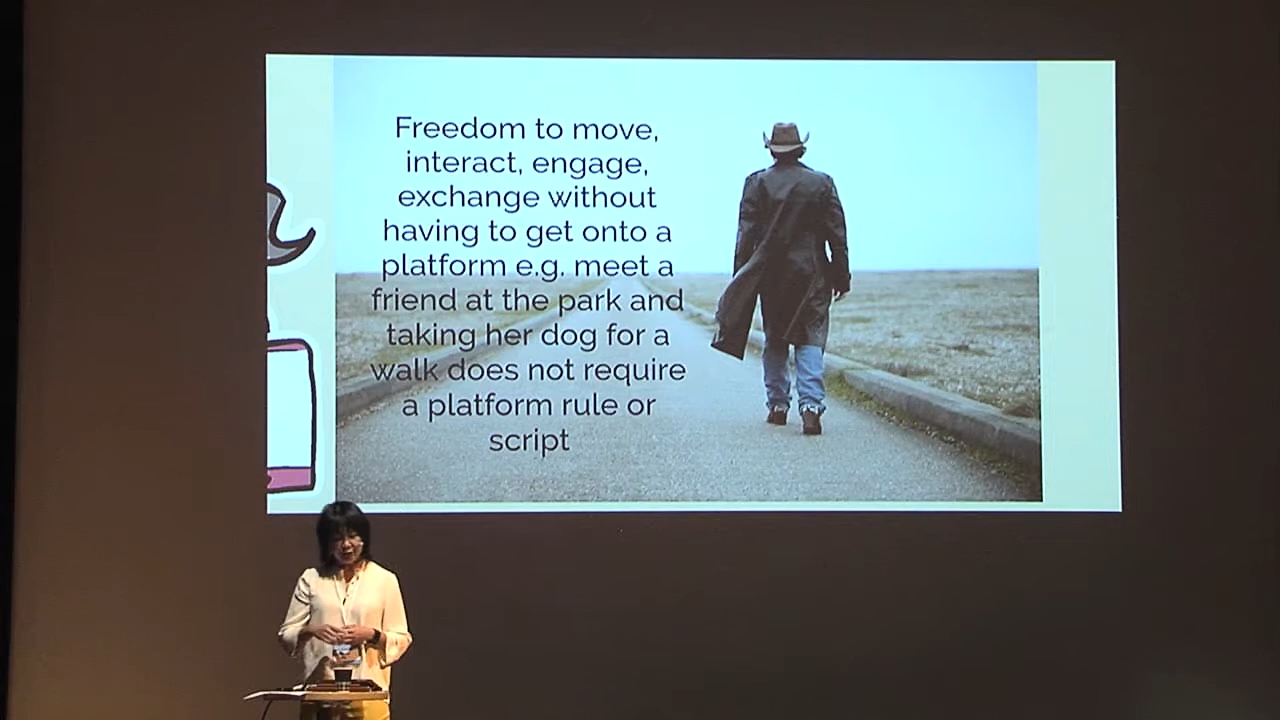 Freedom to move,
interact, engage,
exchange without
having to get onto a
platform e.g. meet a
friend at the park and
taking her dog for a
walk does not require
a platform rule or
script